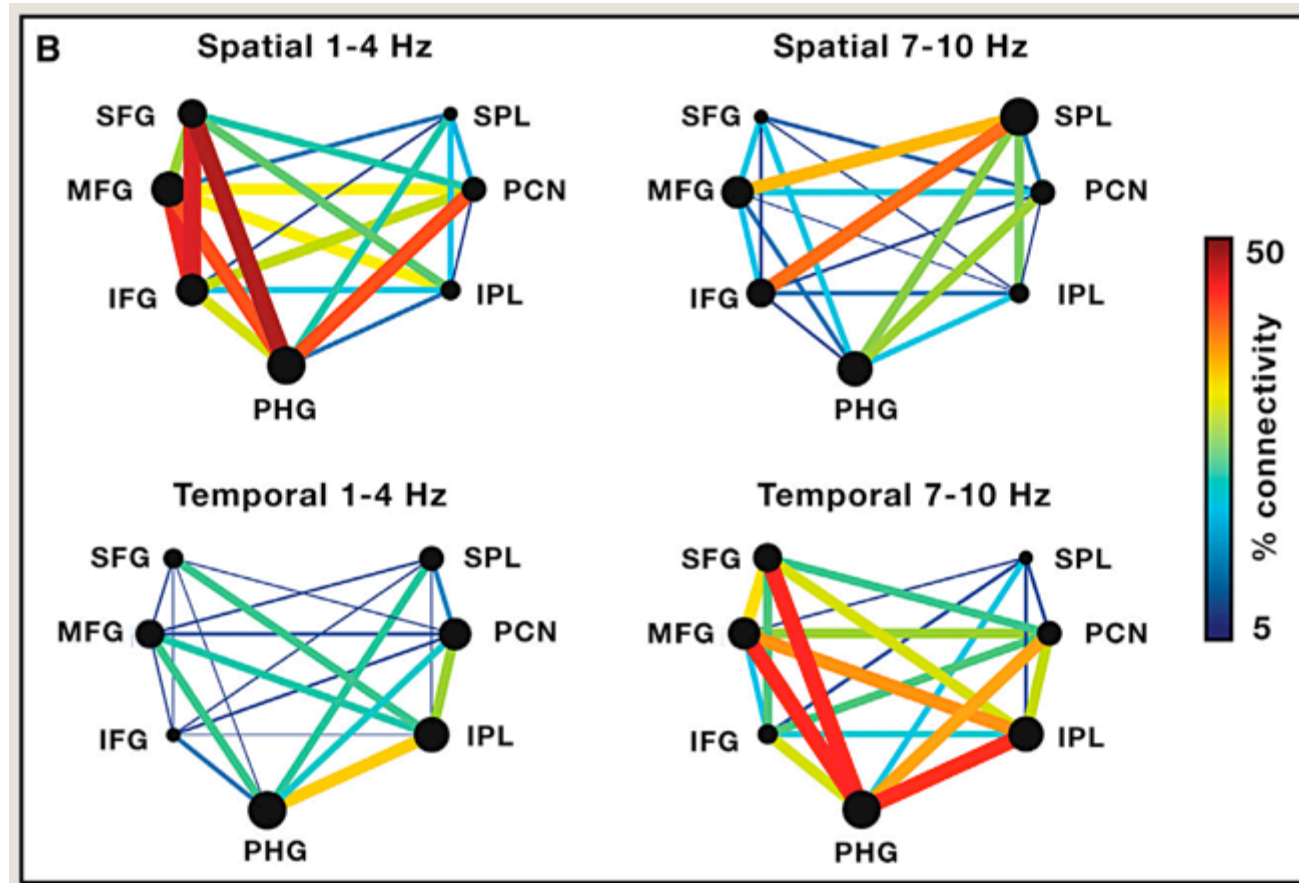 B
Spatial 1-4 Hz
SFG
SPL
MFG
PCN
IFG
IPL
PHG
Spatial 7-10 Hz
SFG
SPL
MFG
PCN
IFG
IPL
PHG
Temporal 1-4 Hz
SFG
SPL
MFG
PCN
IFG
IPL
PHG
Temporal 7-10 Hz
SFG
SPL
MFG
PCN
IFG
IPL
PHG
50
% connectivity
5